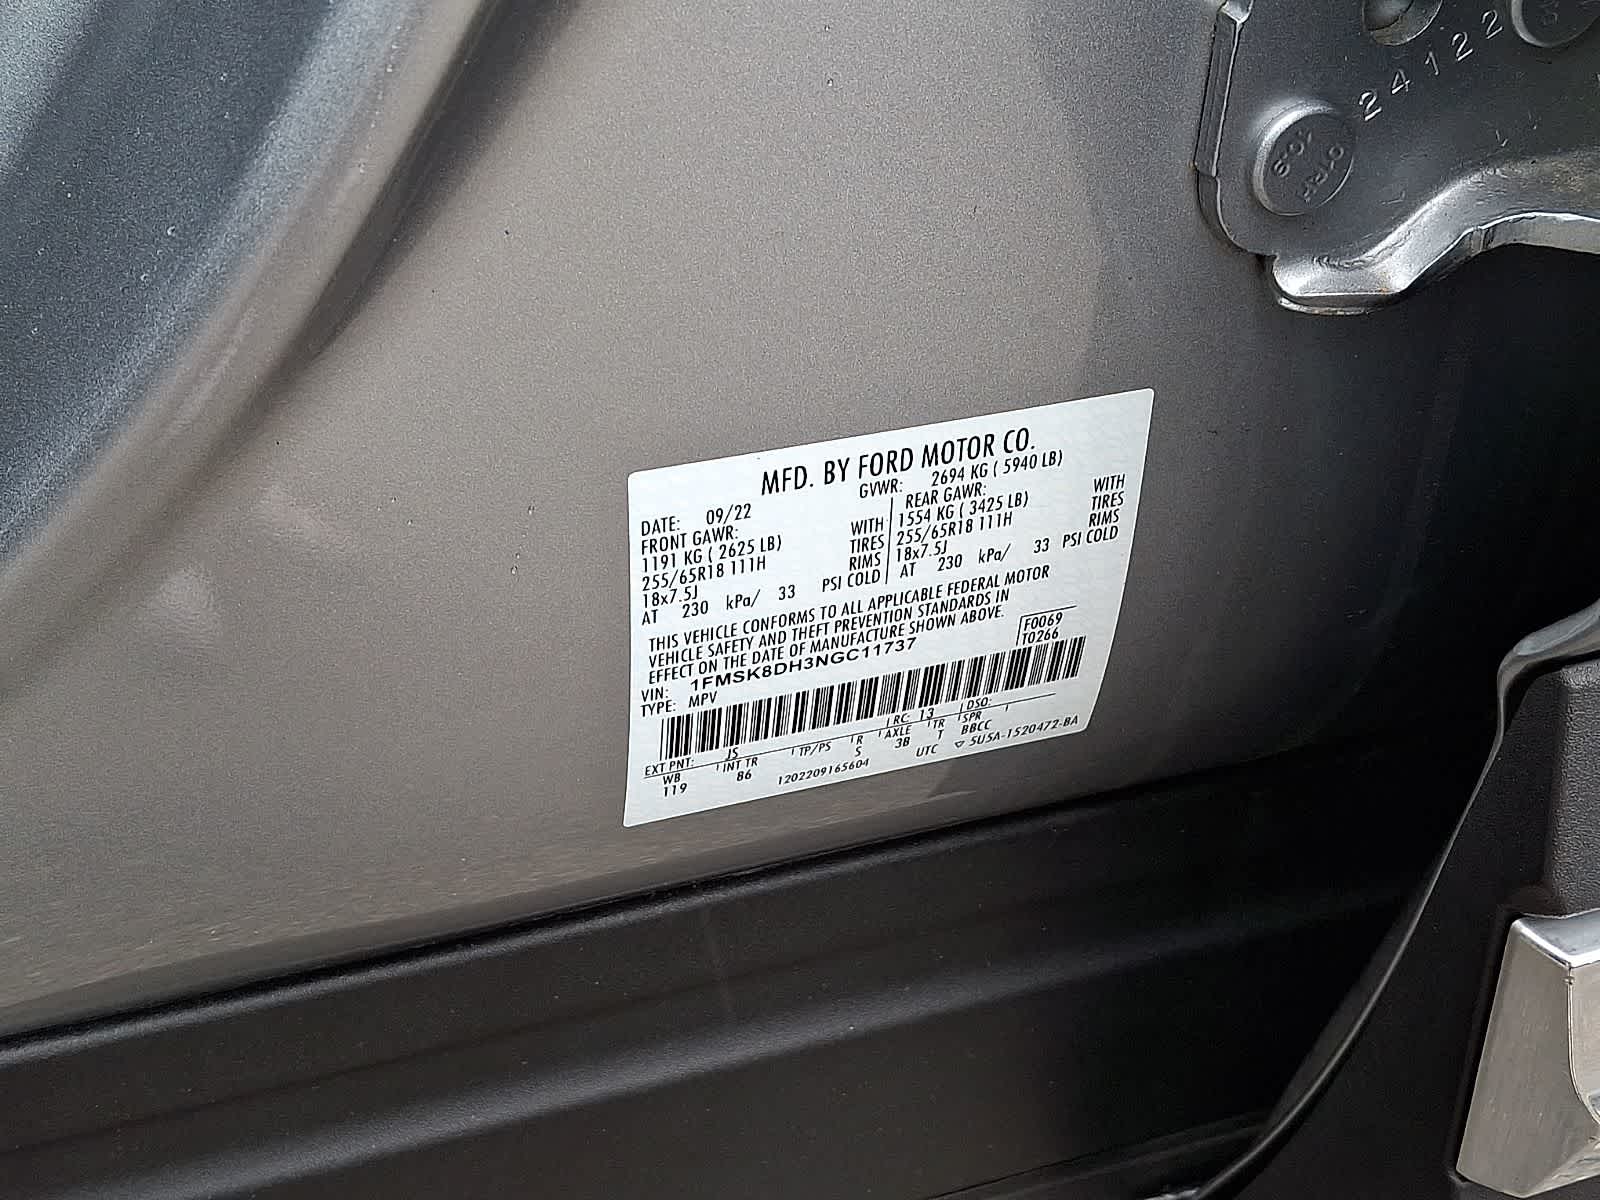 24122
MFD. BY FORD MOTOR CO.
DATE: 09/22 GVWR: 2694 KG ( 5940 LB)
FRONT GAWR: REAR GAWR:
1191 KG ( 2625 LB) WITH 1554 KG ( 3425 LB) WITH
255/65R18 111H TIRES 255/65R18 111H TIRES
18x7.5J RIMS 18x7.5J RIMS
AT 230 kPa/ 33 PSI COLD AT 230 kPa/ 33 PSI COLD
THIS VEHICLE CONFORMS TO ALL APPLICABLE FEDERAL MOTOR
VEHICLE SAFETY AND THEFT PREVENTION STANDARDS IN
EFFECT ON THE DATE OF MANUFACTURE SHOWN ABOVE.
F0069
T0266
VIN: 1FMSK8DH3NGC11737
TYPE: MPV
EXT PNT: JS RC: 13 DSO:
WB INT TR TP/PS R AXLE TR SPR
119 86 S 3B T BBCC
1202209165604 UTC ▽ 5U5A-1520472-BA